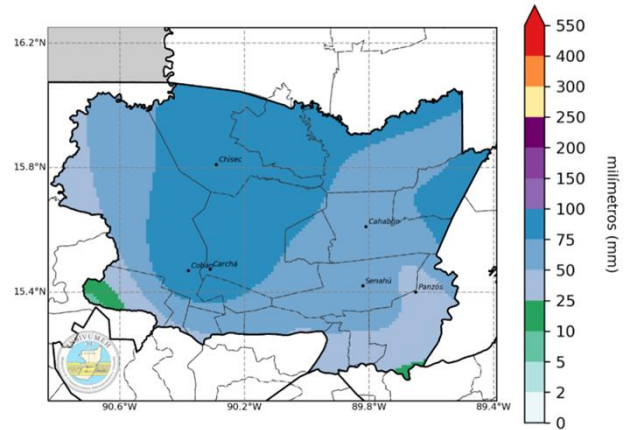 16.2°N
15.8°N
15.4°N
90.6°W
90.2°W
89.8°W
89.4°W
Chisec
Cahabón
Cobán
Carchá
Senahú
Panzós
INSIVUMEH
550
400
300
250
200
150
100
75
50
25
10
5
2
0
milímetros (mm)